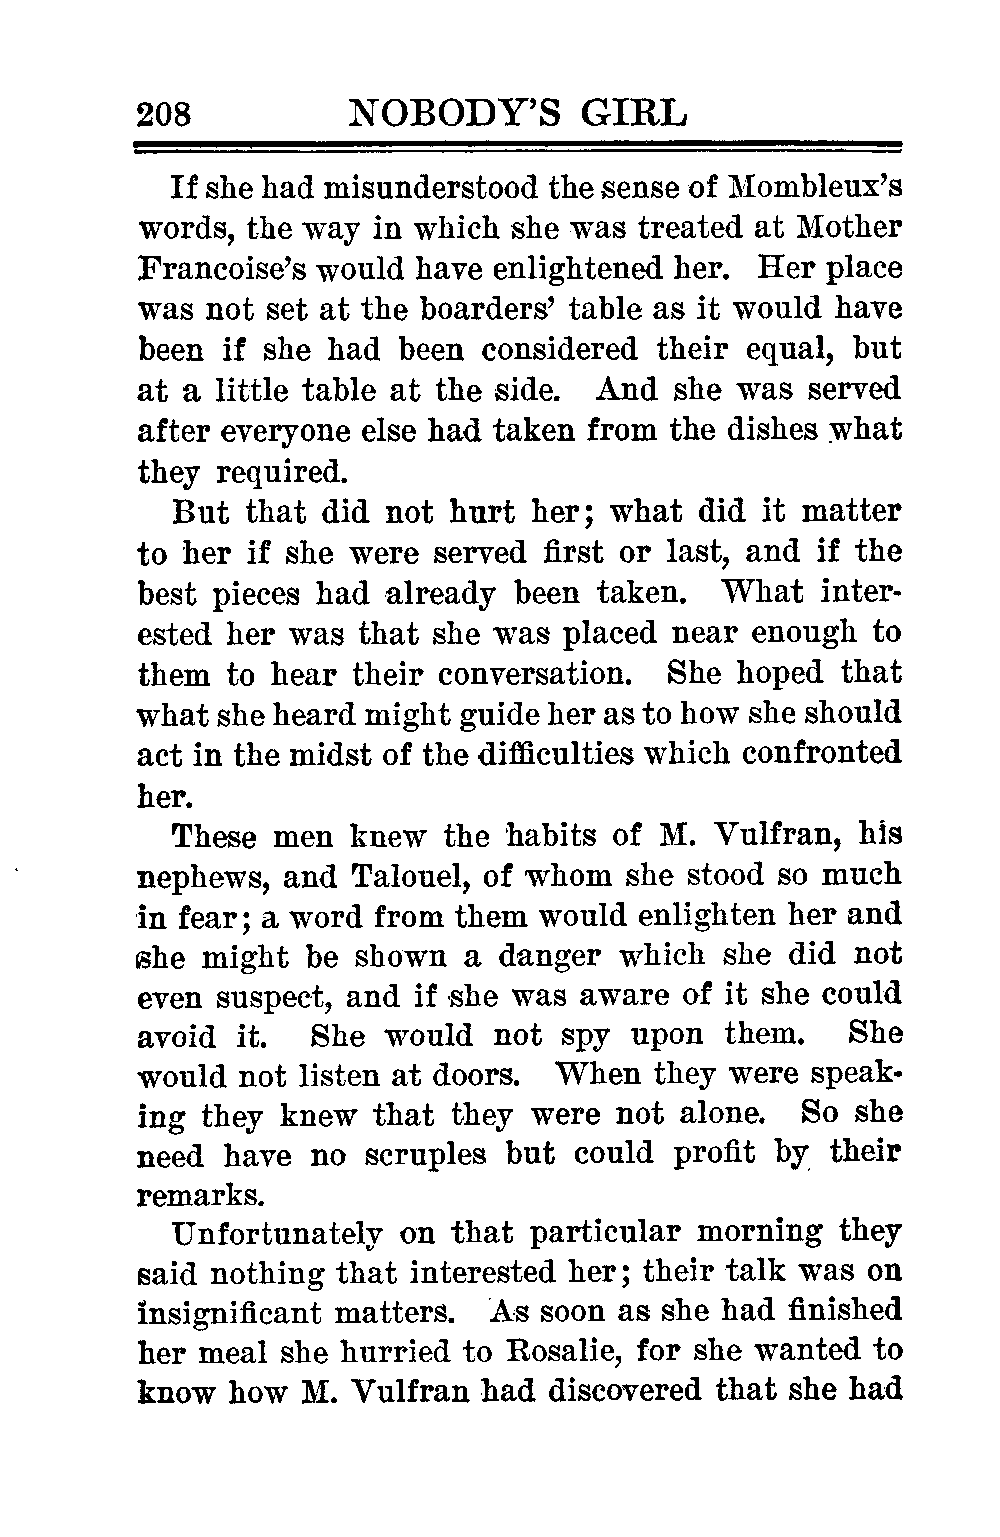 208 NOBODY'S GIRL
If she had misunderstood the sense of Mombleux's
words, the way in which she was treated at Mother
Francoise's would have enlightened her. Her place
was not set at the boarders' table as it would have
been if she had been considered their equal, but
at a little table at the side. And she was served
after everyone else had taken from the dishes what
they required.
But that did not hurt her; what did it matter
to her if she were served first or last, and if the
best pieces had already been taken. What inter-
ested her was that she was placed near enough to
them to hear their conversation. She hoped that
what she heard might guide her as to how she should
act in the midst of the difficulties which confronted
her.
These men knew the habits of M. Vulfran, his
nephews, and Talouel, of whom she stood so much
in fear; a word from them would enlighten her and
she might be shown a danger which she did not
even suspect, and if she was aware of it she could
avoid it. She would not spy upon them. She
would not listen at doors. When they were speak-
ing they knew that they were not alone. So she
need have no scruples but could profit by their
remarks.
Unfortunately on that particular morning they
said nothing that interested her; their talk was on
insignificant matters. As soon as she had finished
her meal she hurried to Rosalie, for she wanted to
know how M. Vulfran had discovered that she had